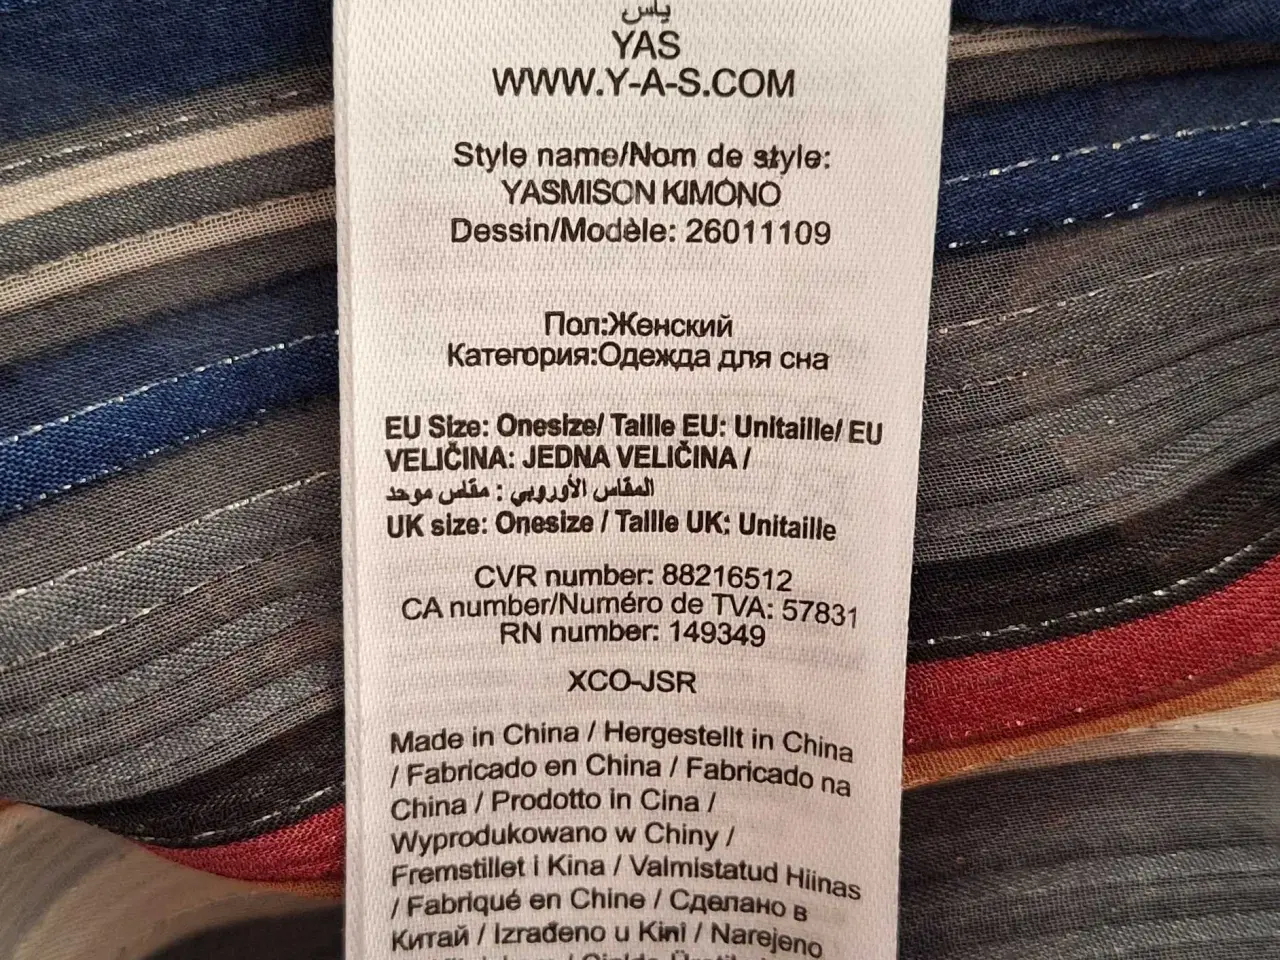 ياس
YAS
WWW.Y-A-S.COM
Style name/Nom de style:
YASMISON KIMONO
Dessin/Modèle: 26011109
Пол:Женский
Категория:Одежда для сна
EU Size: Onesize/ Taille EU: Unitaille/ EU
VELIČINA: JEDNA VELIČINA /
المقاس الأوروبي : مقاس موحد
UK size: Onesize / Taille UK: Unitaille
CVR number: 88216512
CA number/Numéro de TVA: 57831
RN number: 149349
XCO-JSR
Made in China / Hergestellt in China
/ Fabricado en China / Fabricado na
China / Prodotto in Cina /
Wyprodukowano w Chiny /
Fremstillet i Kina / Valmistatud Hiinas
/ Fabriqué en Chine / Сделано в
Китай / Izrađeno u Kini / Narejeno